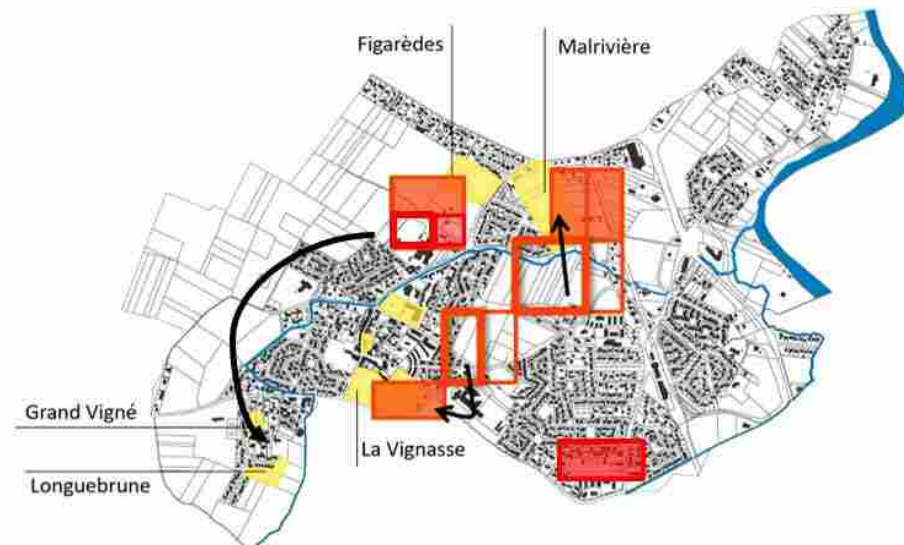 Figarèdes
Malrivière
Grand Vigné
La Vignasse
Longuebrune